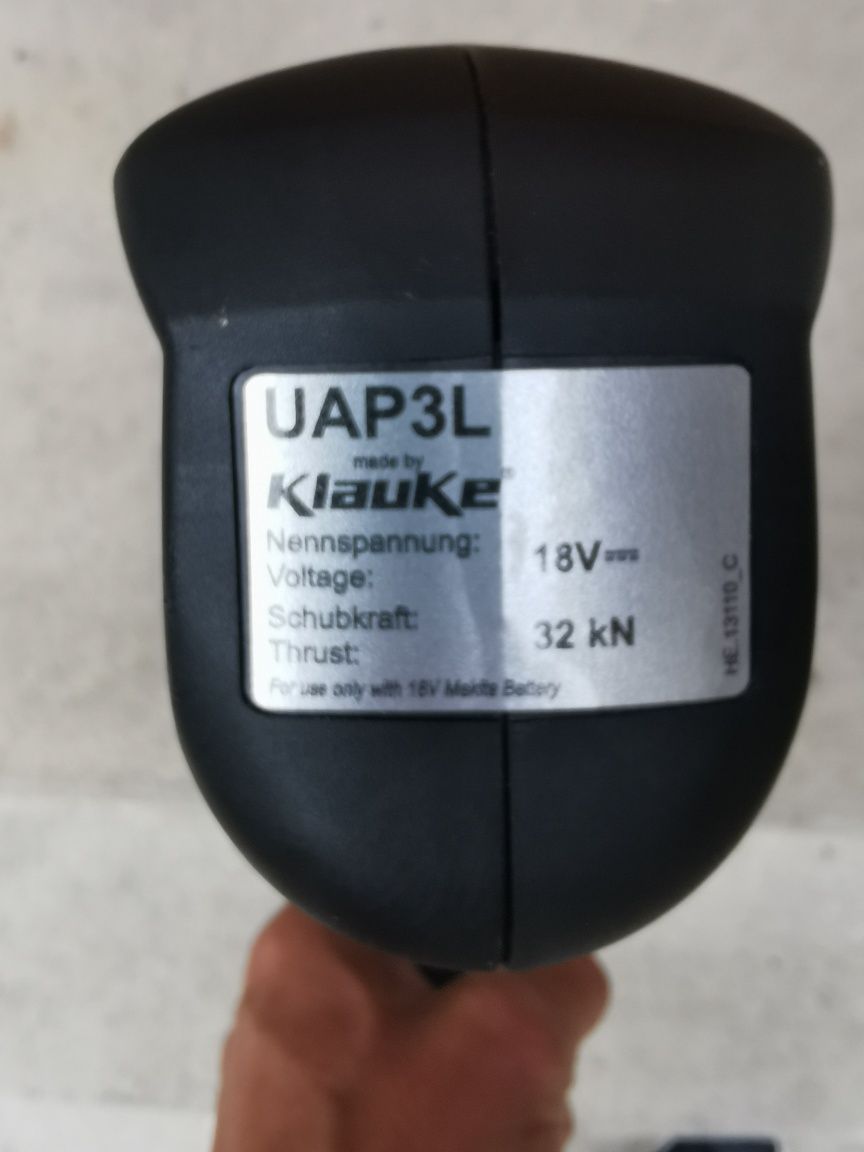 UAP3L
made by
Klauke
Nennspannung:
Voltage:
18V
Schubkraft:
Thrust:
32 kN
For use only with 18V Makita Battery
HE.13110_C